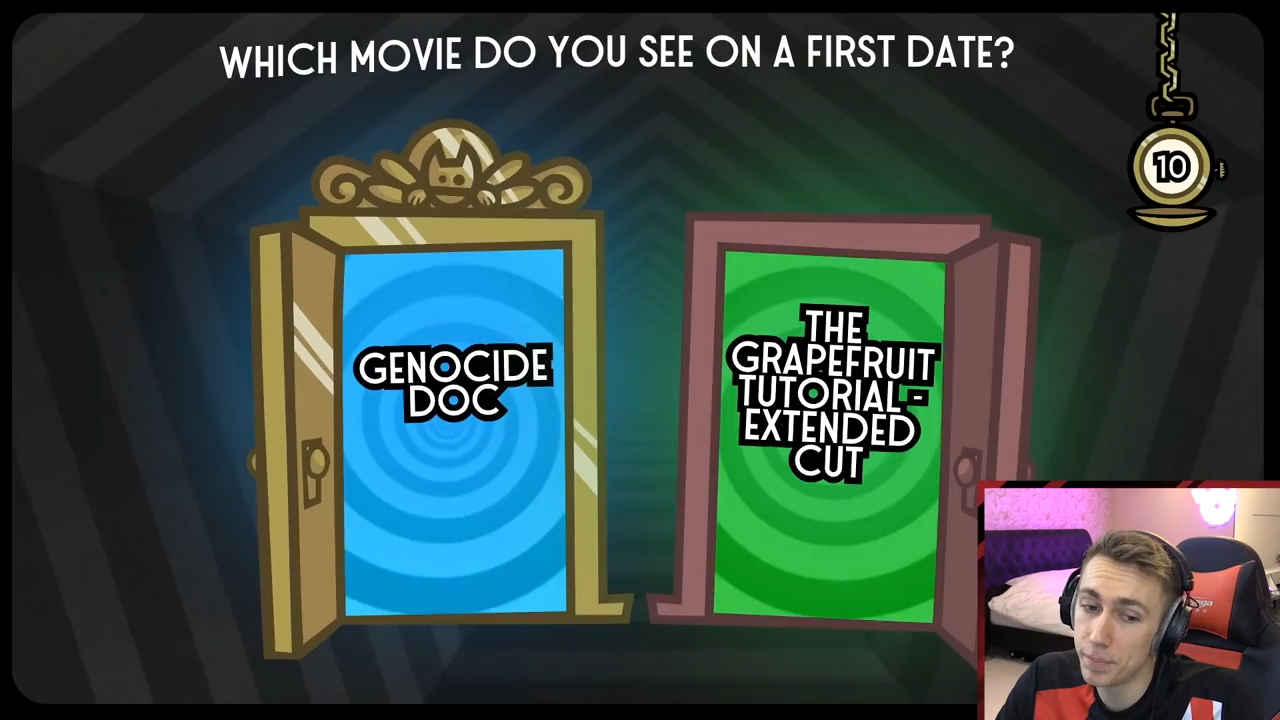 WHICH MOVIE DO YOU SEE ON A FIRST DATE?
10
GENOCIDE
DOC
THE
GRAPEFRUIT
TUTORIAL -
EXTENDED
CUT